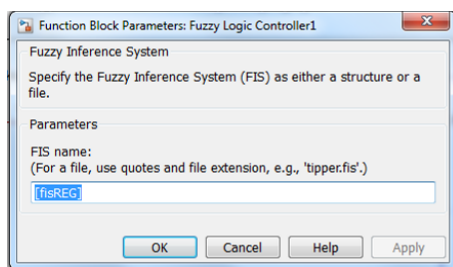 Function Block Parameters: Fuzzy Logic Controller1
Fuzzy Inference System
Specify the Fuzzy Inference System (FIS) as either a structure or a
file.
Parameters
FIS name:
(For a file, use quotes and file extension, e.g., 'tipper.fis'.)
[fisREG]
OK Cancel Help Apply